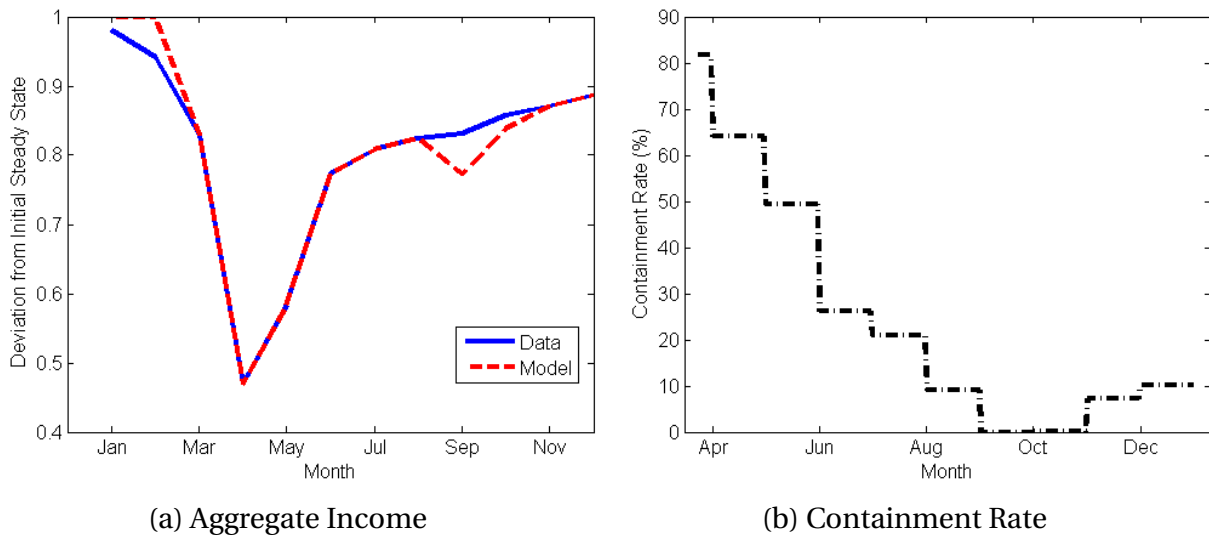 1
0.9
0.8
0.7
0.6
0.5
0.4
Deviation from Initial Steady State
Jan
Mar
May
Jul
Sep
Nov
Month
Data
Model
(a) Aggregate Income
90
80
70
60
50
40
30
20
10
0
Containment Rate (%)
Apr
Jun
Aug
Oct
Dec
Month
(b) Containment Rate